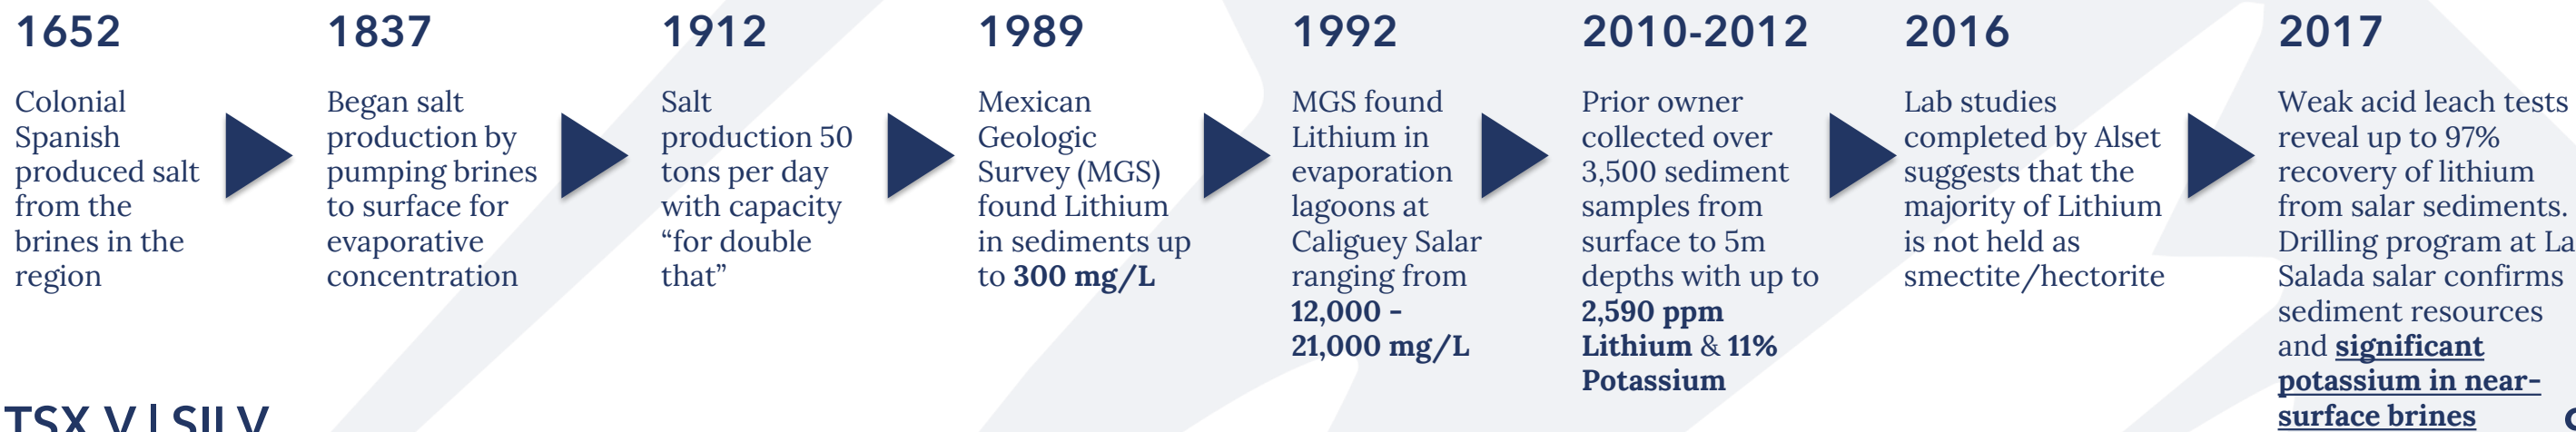 1652
Colonial
Spanish
produced salt
from the
brines in the
region
1837
Began salt
production by
pumping brines
to surface for
evaporative
concentration
1912
Salt
production 50
tons per day
with capacity
“for double
that”
1989
Mexican
Geologic
Survey (MGS)
found Lithium
in sediments up
to 300 mg/L
1992
MGS found
Lithium in
evaporation
lagoons at
Caliguey Salar
ranging from
12,000 -
21,000 mg/L
2010-2012
Prior owner
collected over
3,500 sediment
samples from
surface to 5m
depths with up to
2,590 ppm
Lithium & 11%
Potassium
2016
Lab studies
completed by Alset
suggests that the
majority of Lithium
is not held as
smectite/hectorite
2017
Weak acid leach tests
reveal up to 97%
recovery of lithium
from salar sediments.
Drilling program at La
Salada salar confirms
sediment resources
and significant
potassium in near-
surface brines
TSX.V | SILV